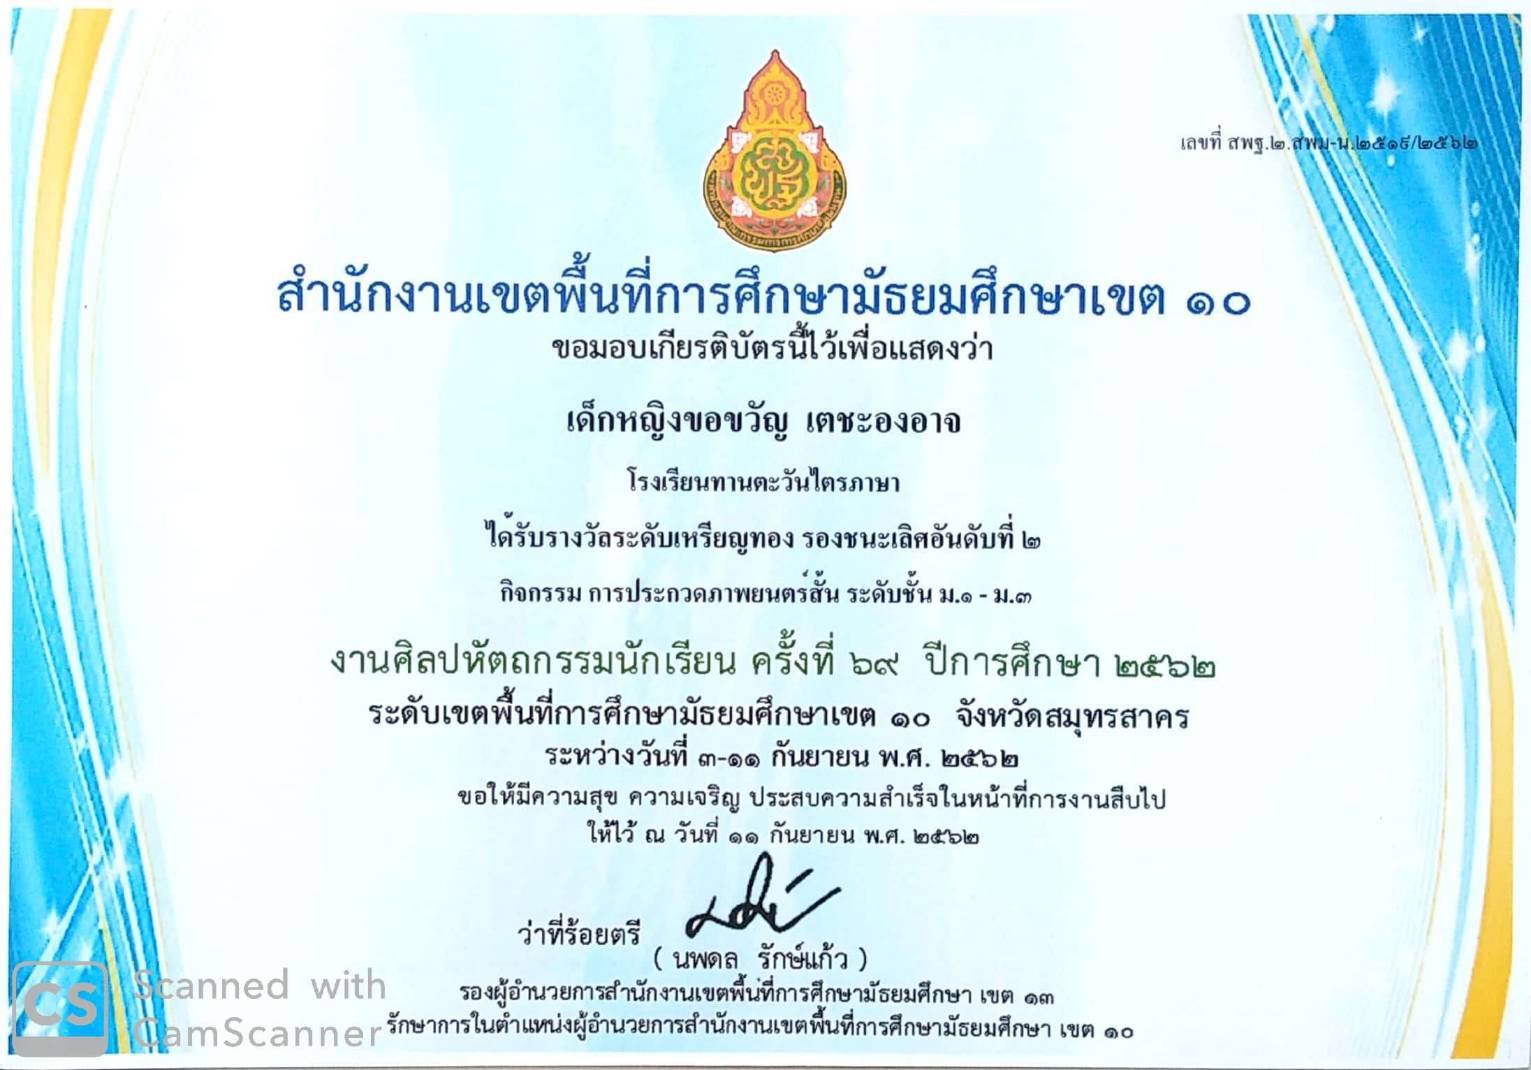 เลขที่ สพฐ.๒.สพม-น.๒๕๑๙/๒๕๖๒
สำนักงานเขตพื้นที่การศึกษามัธยมศึกษาเขต ๑๐
ขอมอบเกียรติบัตรนี้ไว้เพื่อแสดงว่า
เด็กหญิงขอขวัญ เตชะองอาจ
โรงเรียนทานตะวันไตรภาษา
ได้รับรางวัลระดับเหรียญทอง รองชนะเลิศอันดับที่ ๒
กิจกรรม การประกวดภาพยนตร์สั้น ระดับชั้น ม.๑ - ม.๓
งานศิลปหัตถกรรมนักเรียน ครั้งที่ ๖๙ ปีการศึกษา ๒๕๖๒
ระดับเขตพื้นที่การศึกษามัธยมศึกษาเขต ๑๐ จังหวัดสมุทรสาคร
ระหว่างวันที่ ๓-๑๑ กันยายน พ.ศ. ๒๕๖๒
ขอให้มีความสุข ความเจริญ ประสบความสำเร็จในหน้าที่การงานสืบไป
ให้ไว้ ณ วันที่ ๑๑ กันยายน พ.ศ. ๒๕๖๒
ว่าที่ร้อยตรี
( นพดล รักษ์แก้ว )
รองผู้อำนวยการสำนักงานเขตพื้นที่การศึกษามัธยมศึกษา เขต ๑๓
รักษาการในตำแหน่งผู้อำนวยการสำนักงานเขตพื้นที่การศึกษามัธยมศึกษา เขต ๑๐
CS
Scanned with
CamScanner